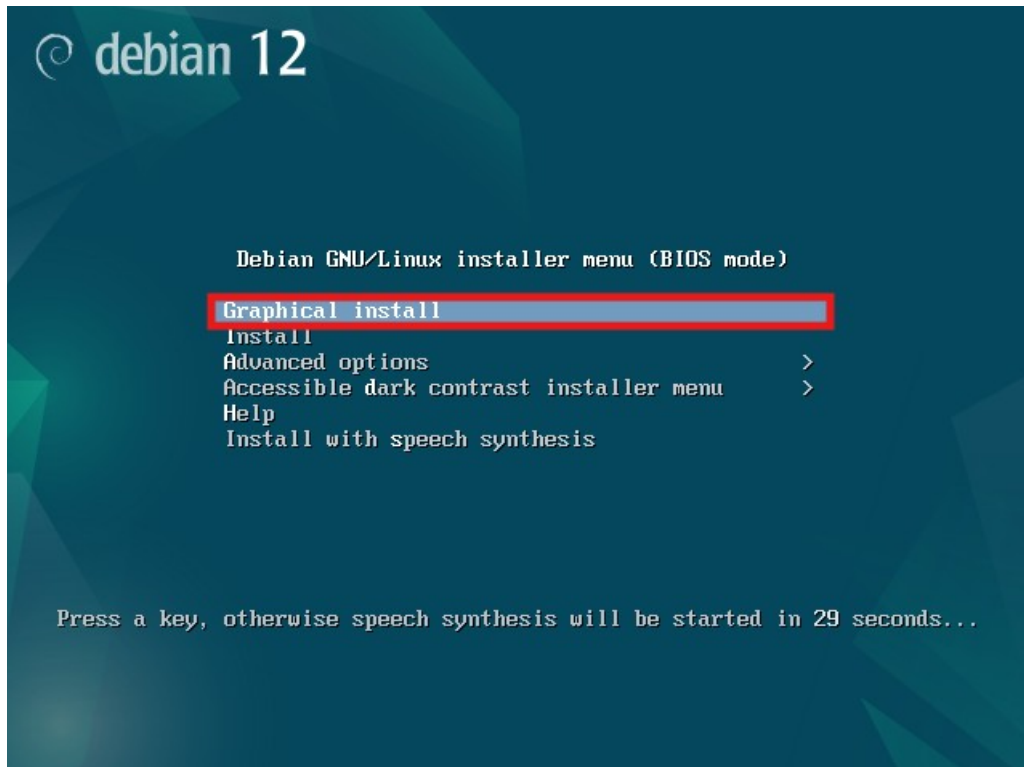 debian 12
Debian GNU/Linux installer menu (BIOS mode)
Graphical install
Install
Advanced options >
Accessible dark contrast installer menu >
Help
Install with speech synthesis
Press a key, otherwise speech synthesis will be started in 29 seconds...